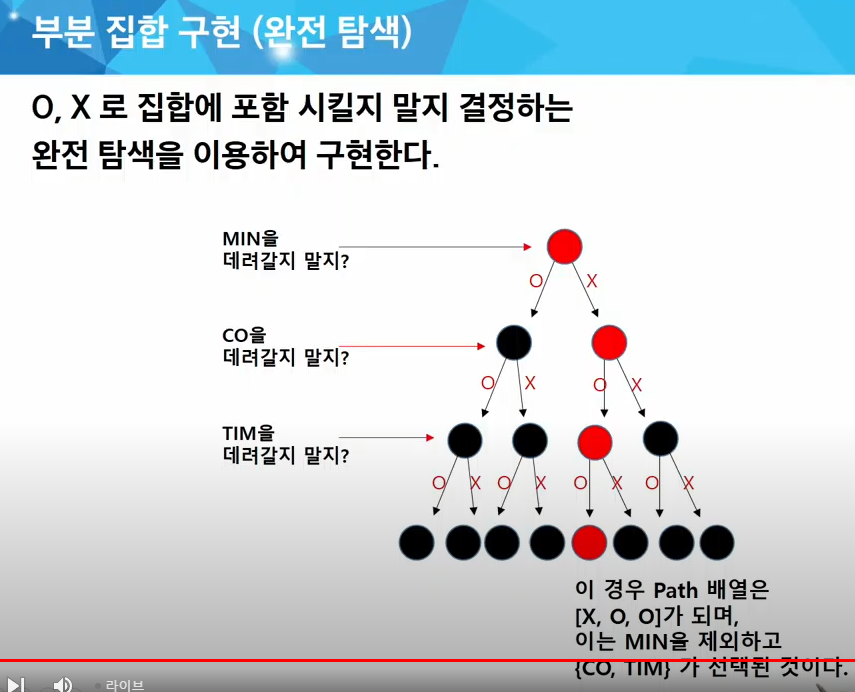 부분 집합 구현 (완전 탐색)
O, X 로 집합에 포함 시킬지 말지 결정하는
완전 탐색을 이용하여 구현한다.
MIN을
데려갈지 말지?
O X
CO을
데려갈지 말지?
O X O X
TIM을
데려갈지 말지?
O X O X O X O X
이 경우 Path 배열은
[X, O, O]가 되며,
이는 MIN을 제외하고
{CO, TIM} 가 선택된 것이다.
라이브